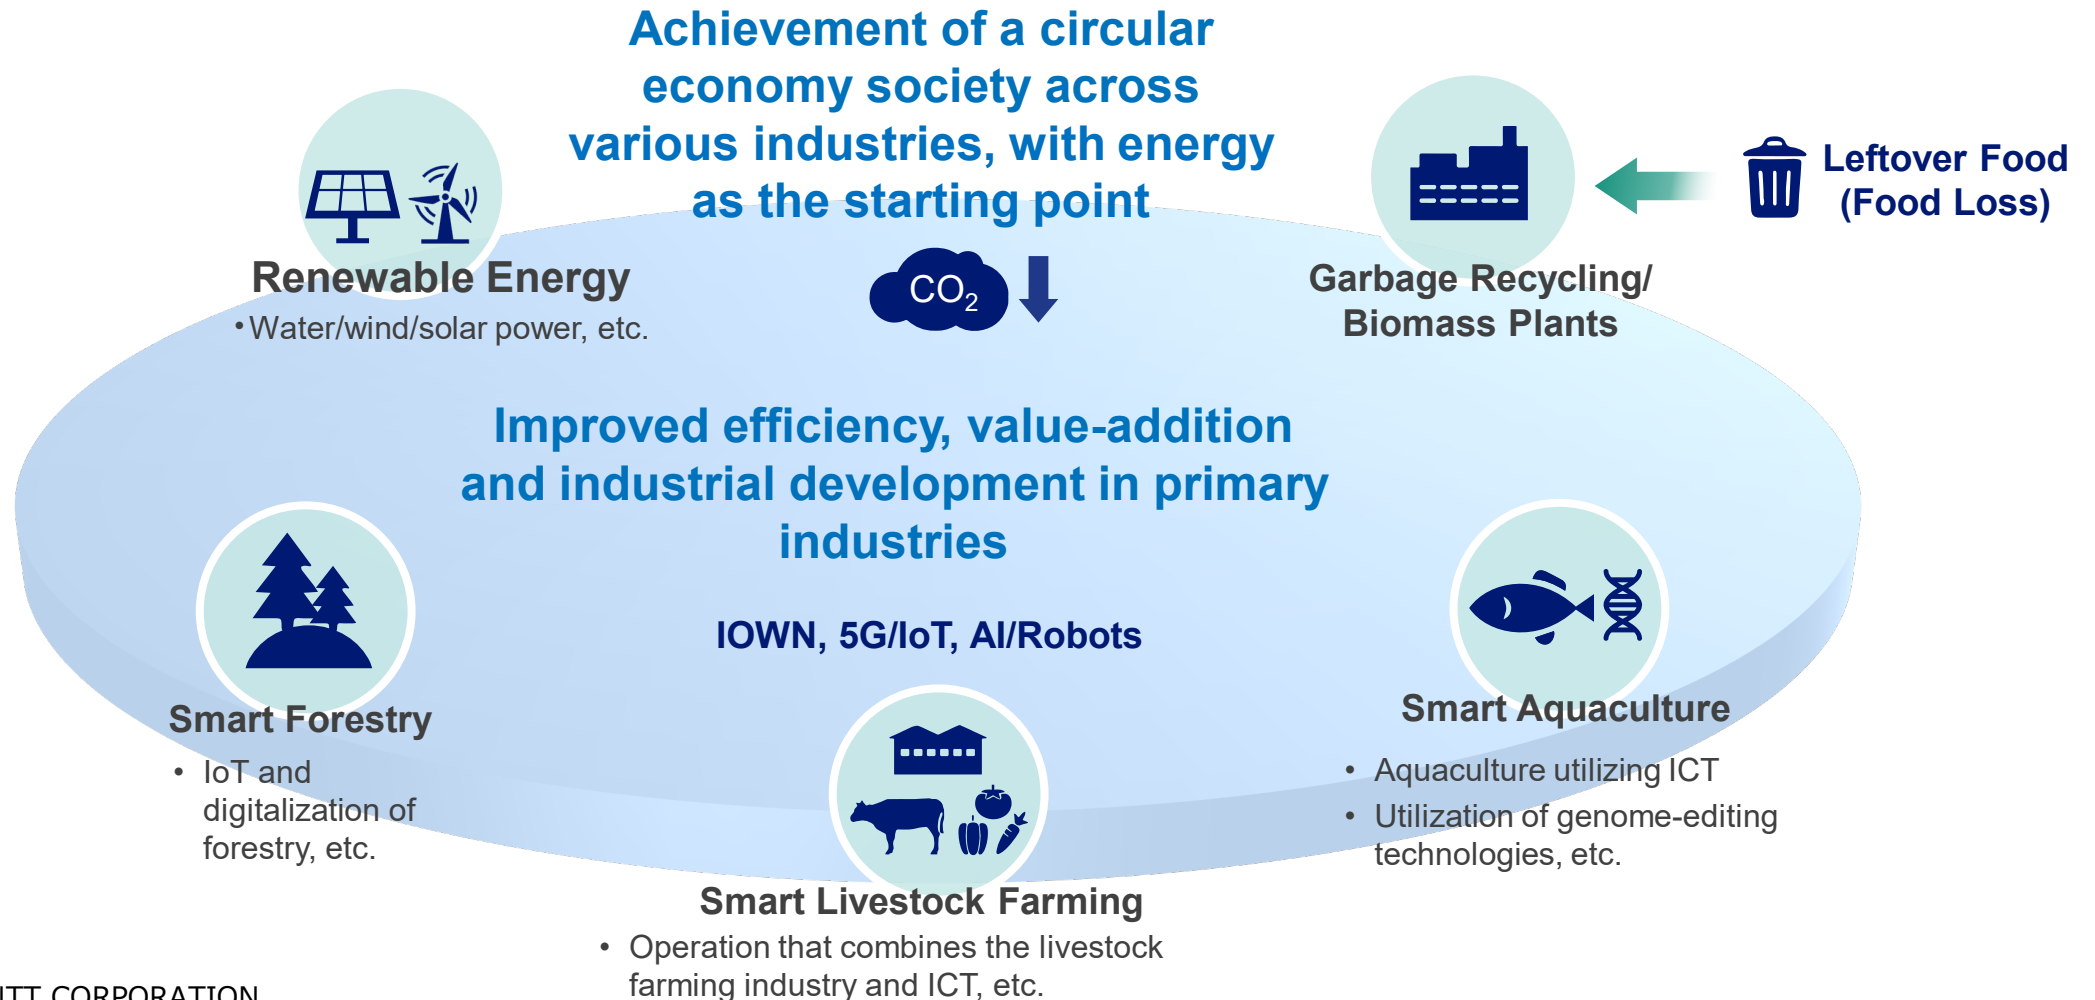 Achievement of a circular
economy society across
various industries, with energy
as the starting point
Leftover Food
(Food Loss)
Renewable Energy
•Water/wind/solar power, etc.
CO₂
Garbage Recycling/
Biomass Plants
Improved efficiency, value-addition
and industrial development in primary
industries
IOWN, 5G/IoT, AI/Robots
Smart Forestry
• IoT and
digitalization of
forestry, etc.
Smart Aquaculture
• Aquaculture utilizing ICT
• Utilization of genome-editing
technologies, etc.
Smart Livestock Farming
• Operation that combines the livestock
farming industry and ICT, etc.
NTT CORPORATION